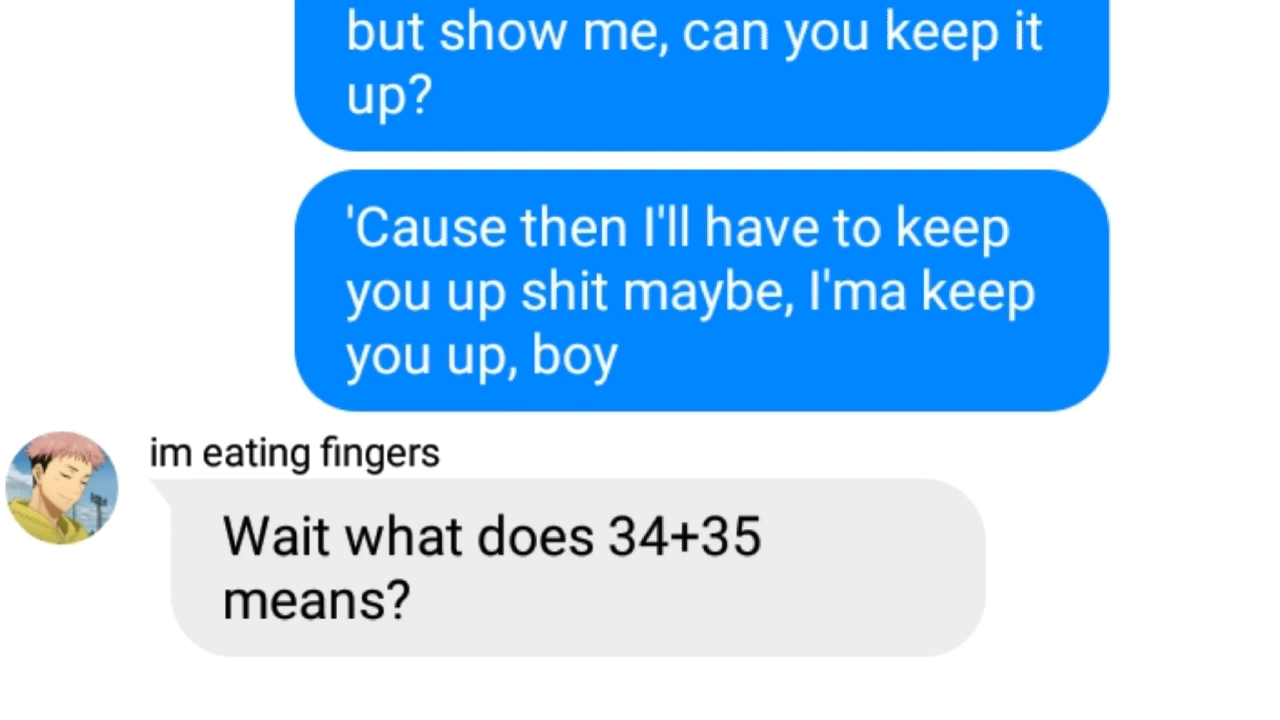 but show me, can you keep it
up?
'Cause then I'll have to keep
you up shit maybe, I'ma keep
you up, boy
im eating fingers
Wait what does 34+35
means?